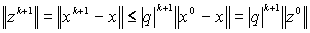 ‖z^{k+1}‖ = ‖x^{k+1} − x‖ ≤ |q|^{k+1}‖x^0 − x‖ = |q|^{k+1}‖z^0‖